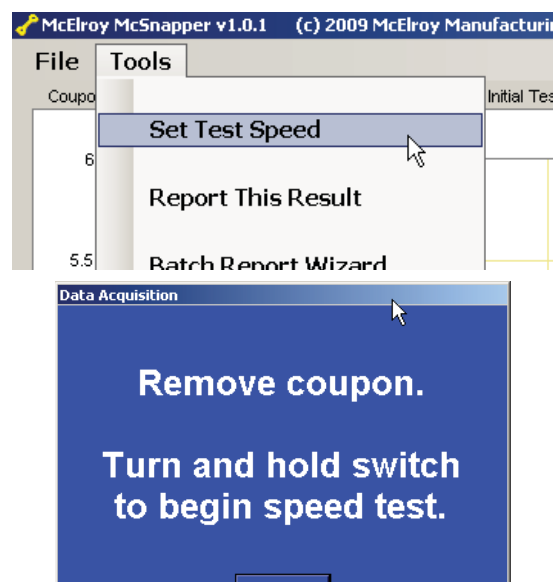 McElroy McSnapper v1.0.1 (c) 2009 McElroy Manufacturin
File Tools
Coupo
Initial Tes
Set Test Speed
6
Report This Result
5.5
Batch Report Wizard
Data Acquisition
Remove coupon.
Turn and hold switch
to begin speed test.